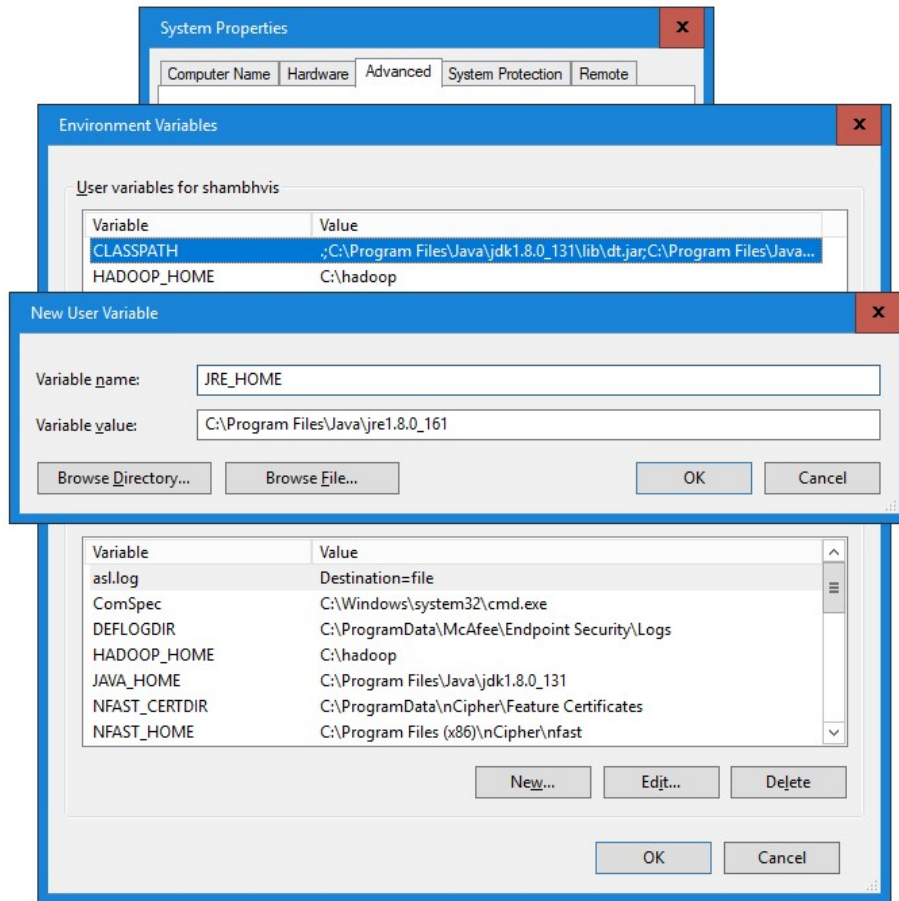 System Properties
x
Computer Name Hardware Advanced System Protection Remote
Environment Variables
x
User variables for shambhvis
Variable Value
CLASSPATH .;C:\Program Files\Java\jdk1.8.0_131\lib\dt.jar;C:\Program Files\Java...
HADOOP_HOME C:\hadoop
New User Variable
x
Variable name: JRE_HOME
Variable value: C:\Program Files\Java\jre1.8.0_161
Browse Directory... Browse File... OK Cancel
Variable Value
asl.log Destination=file
ComSpec C:\Windows\system32\cmd.exe
DEFLOGDIR C:\ProgramData\McAfee\Endpoint Security\Logs
HADOOP_HOME C:\hadoop
JAVA_HOME C:\Program Files\Java\jdk1.8.0_131
NFAST_CERTDIR C:\ProgramData\nCipher\Feature Certificates
NFAST_HOME C:\Program Files (x86)\nCipher\nfast
New... Edit... Delete
OK Cancel